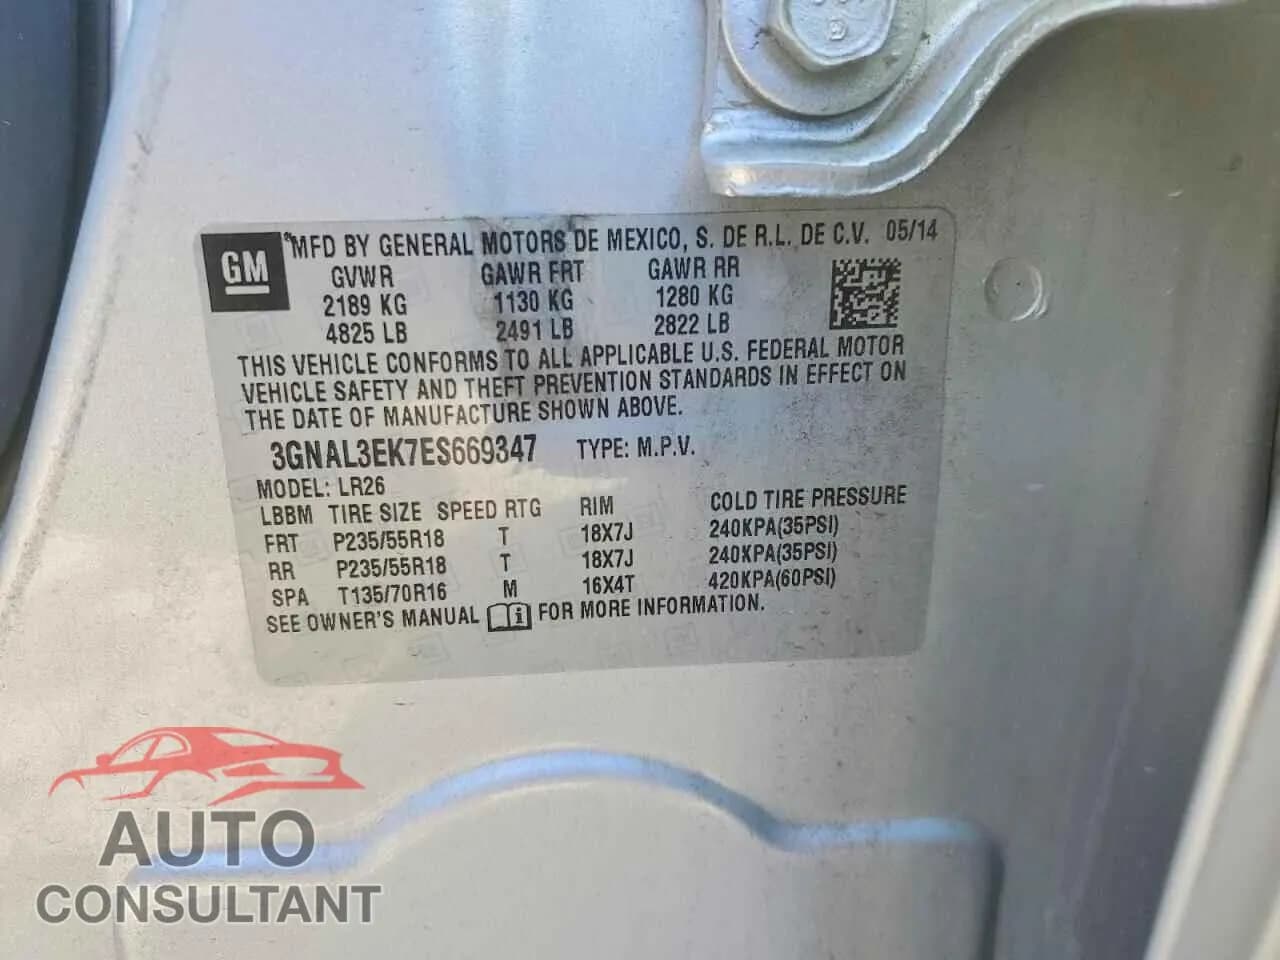 GM
MFD BY GENERAL MOTORS DE MEXICO, S. DE R.L. DE C.V. 05/14
GVWR GAWR FRT GAWR RR
2189 KG 1130 KG 1280 KG
4825 LB 2491 LB 2822 LB
THIS VEHICLE CONFORMS TO ALL APPLICABLE U.S. FEDERAL MOTOR
VEHICLE SAFETY AND THEFT PREVENTION STANDARDS IN EFFECT ON
THE DATE OF MANUFACTURE SHOWN ABOVE.
3GNAL3EK7ES669347 TYPE: M.P.V.
MODEL: LR26
LBBM TIRE SIZE SPEED RTG RIM COLD TIRE PRESSURE
FRT P235/55R18 T 18X7J 240KPA(35PSI)
RR P235/55R18 T 18X7J 240KPA(35PSI)
SPA T135/70R16 M 16X4T 420KPA(60PSI)
SEE OWNER'S MANUAL FOR MORE INFORMATION.
AUTO
CONSULTANT